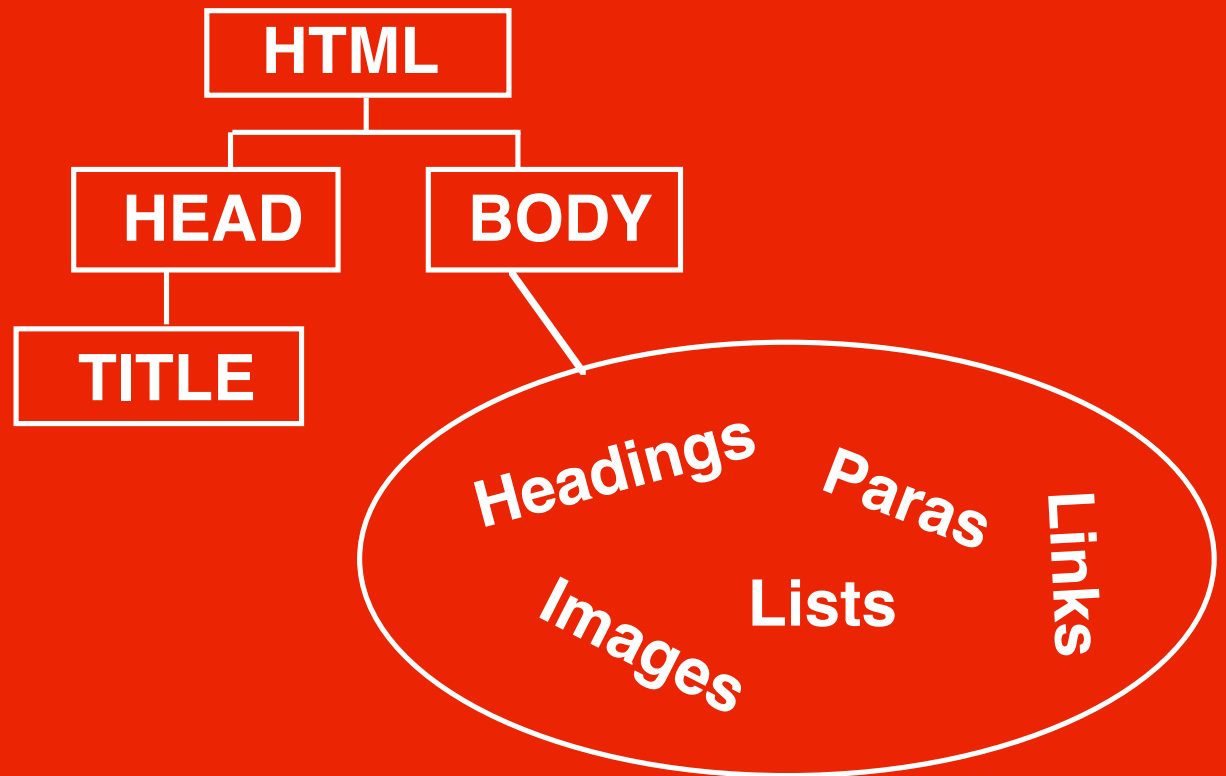 HTML
HEAD
BODY
TITLE
Headings
Paras
Links
Images
Lists